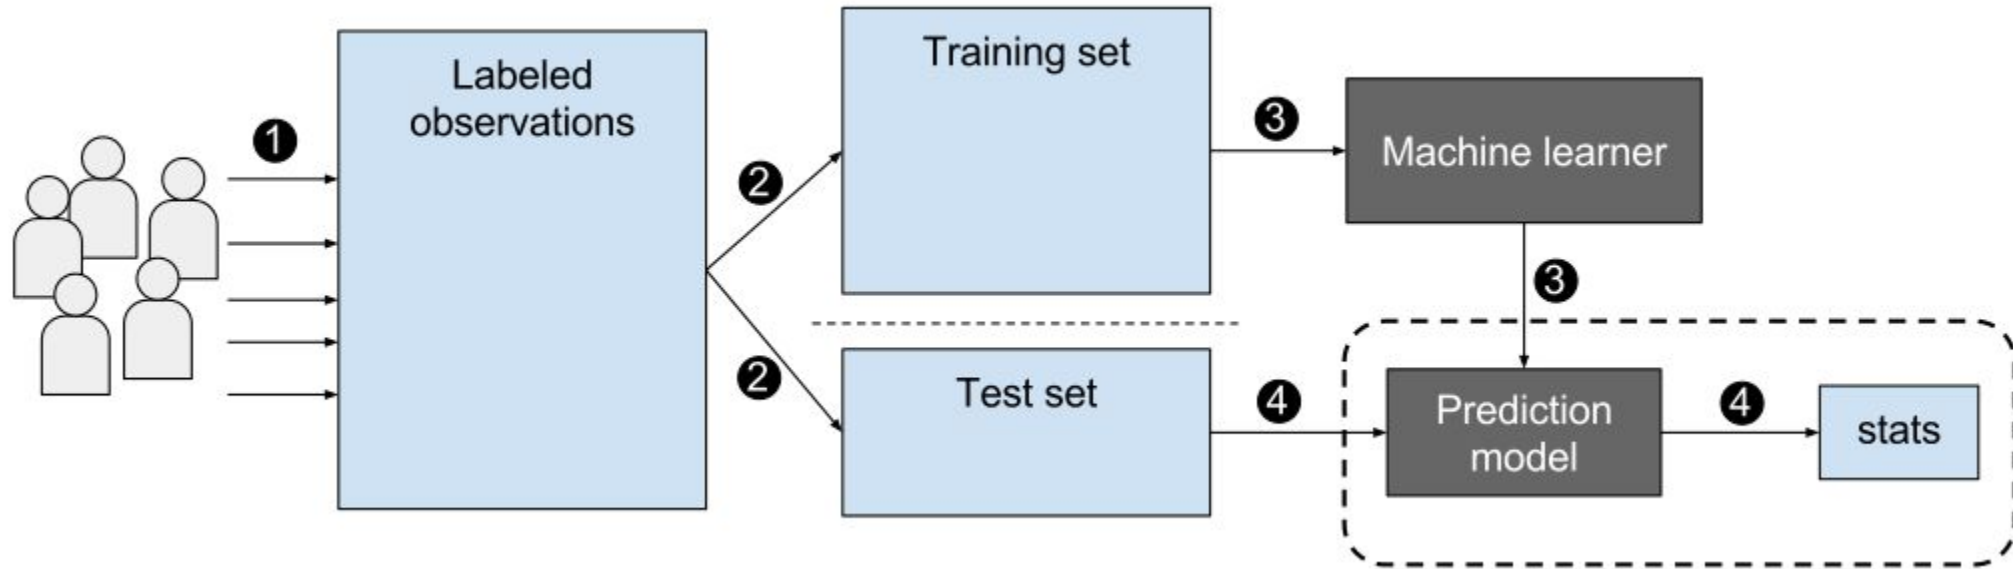 1
Labeled
observations
2
2
Training set
Test set
3
Machine learner
3
4
Prediction
model
4
stats